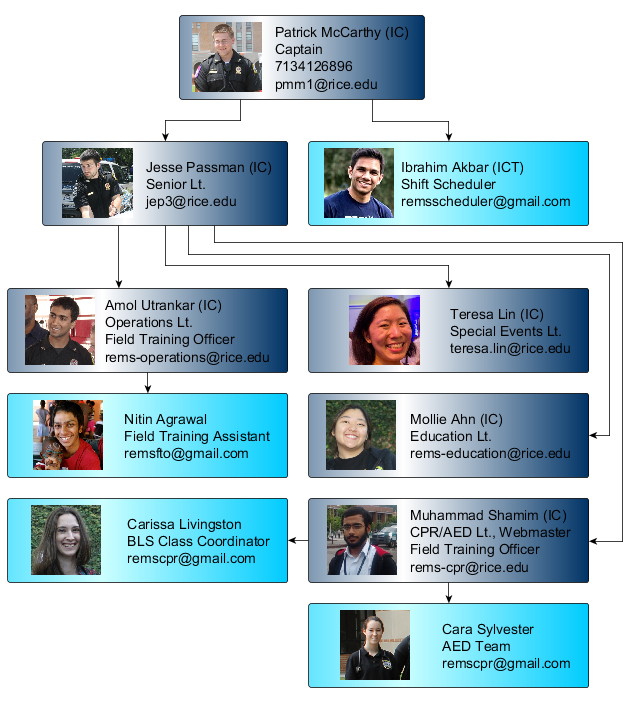 Patrick McCarthy (IC)
Captain
7134126896
pmm1@rice.edu
Jesse Passman (IC)
Senior Lt.
jep3@rice.edu
Ibrahim Akbar (ICT)
Shift Scheduler
remsscheduler@gmail.com
Amol Utrankar (IC)
Operations Lt.
Field Training Officer
rems-operations@rice.edu
Teresa Lin (IC)
Special Events Lt.
teresa.lin@rice.edu
Nitin Agrawal
Field Training Assistant
remsfto@gmail.com
Mollie Ahn (IC)
Education Lt.
rems-education@rice.edu
Carissa Livingston
BLS Class Coordinator
remscpr@gmail.com
Muhammad Shamim (IC)
CPR/AED Lt., Webmaster
Field Training Officer
rems-cpr@rice.edu
Cara Sylvester
AED Team
remscpr@gmail.com